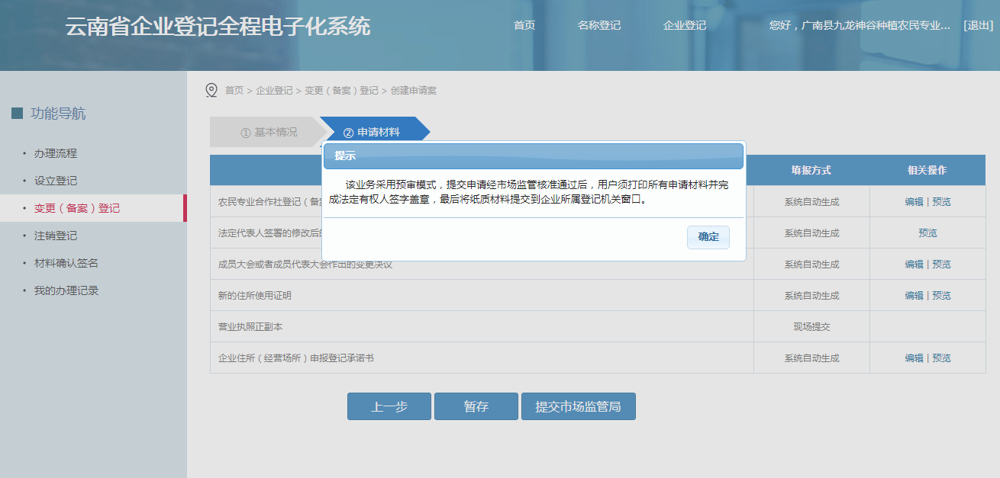 云南省企业登记全程电子化系统
首页 名称登记 企业登记 您好，广南县九龙神谷种植农民专业... [退出]
首页 > 企业登记 > 变更（备案）登记 > 创建申请案
功能导航
• 办理流程
• 设立登记
• 变更（备案）登记
• 注销登记
• 材料确认签名
• 我的办理记录
① 基本情况 ② 申请材料
提示
该业务采用预审模式，提交申请经市场监管核准通过后，用户须打印所有申请材料并完
成法定有权人签字盖章，最后将纸质材料提交到企业所属登记机关窗口。
确定
填报方式 相关操作
农民专业合作社登记（备 系统自动生成 编辑 | 预览
法定代表人签署的修改后 系统自动生成 预览
成员大会或者成员代表大会作出的变更决议 系统自动生成 编辑 | 预览
新的住所使用证明 系统自动生成 编辑 | 预览
营业执照正副本 现场提交
企业住所（经营场所）申报登记承诺书 系统自动生成 编辑 | 预览
上一步 暂存 提交市场监管局